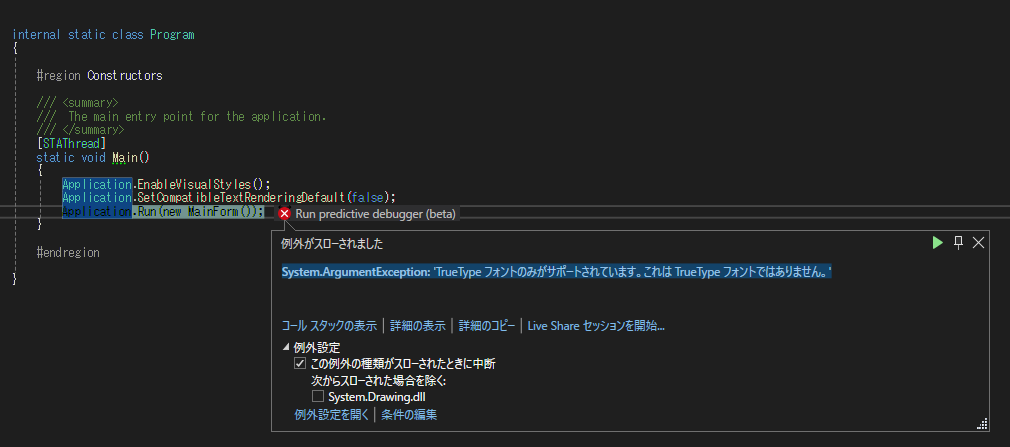 internal static class Program
{
#region Constructors
/// <summary>
/// The main entry point for the application.
/// </summary>
[STAThread]
static void Main()
{
Application.EnableVisualStyles();
Application.SetCompatibleTextRenderingDefault(false);
Application.Run(new MainForm()); Run predictive debugger (beta)
}
例外がスローされました
#endregion
System.ArgumentException: 'TrueType フォントのみがサポートされています。これは TrueType フォントではありません。'
}
コール スタックの表示 | 詳細の表示 | 詳細のコピー | Live Share セッションを開始...
例外設定
この例外の種類がスローされたときに中断
次からスローされた場合を除く:
System.Drawing.dll
例外設定を開く | 条件の編集